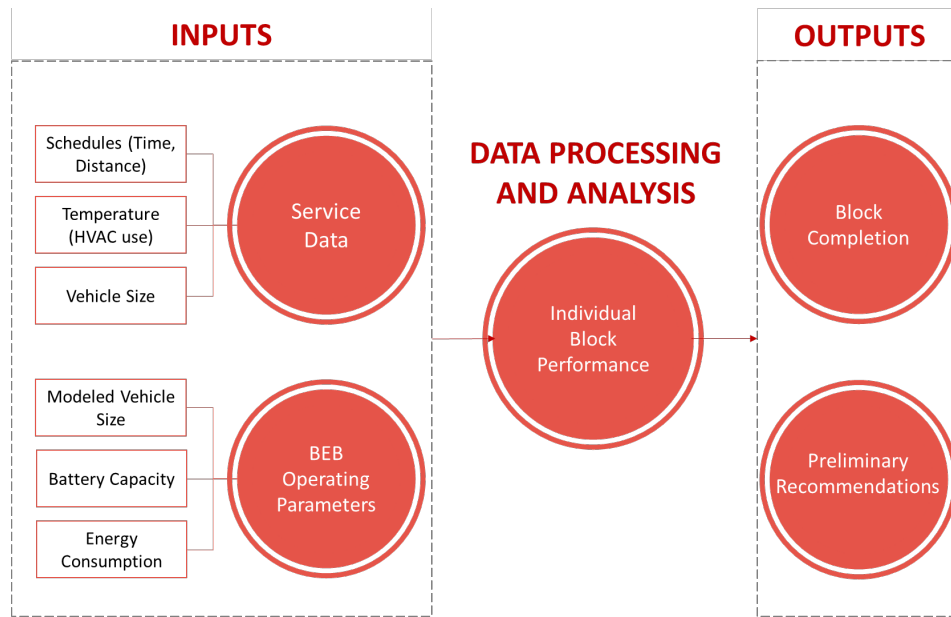 INPUTS
Schedules (Time,
Distance)
Temperature
(HVAC use)
Vehicle Size
Service
Data
Modeled Vehicle
Size
Battery Capacity
Energy
Consumption
BEB
Operating
Parameters
DATA PROCESSING
AND ANALYSIS
Individual
Block
Performance
OUTPUTS
Block
Completion
Preliminary
Recommendations